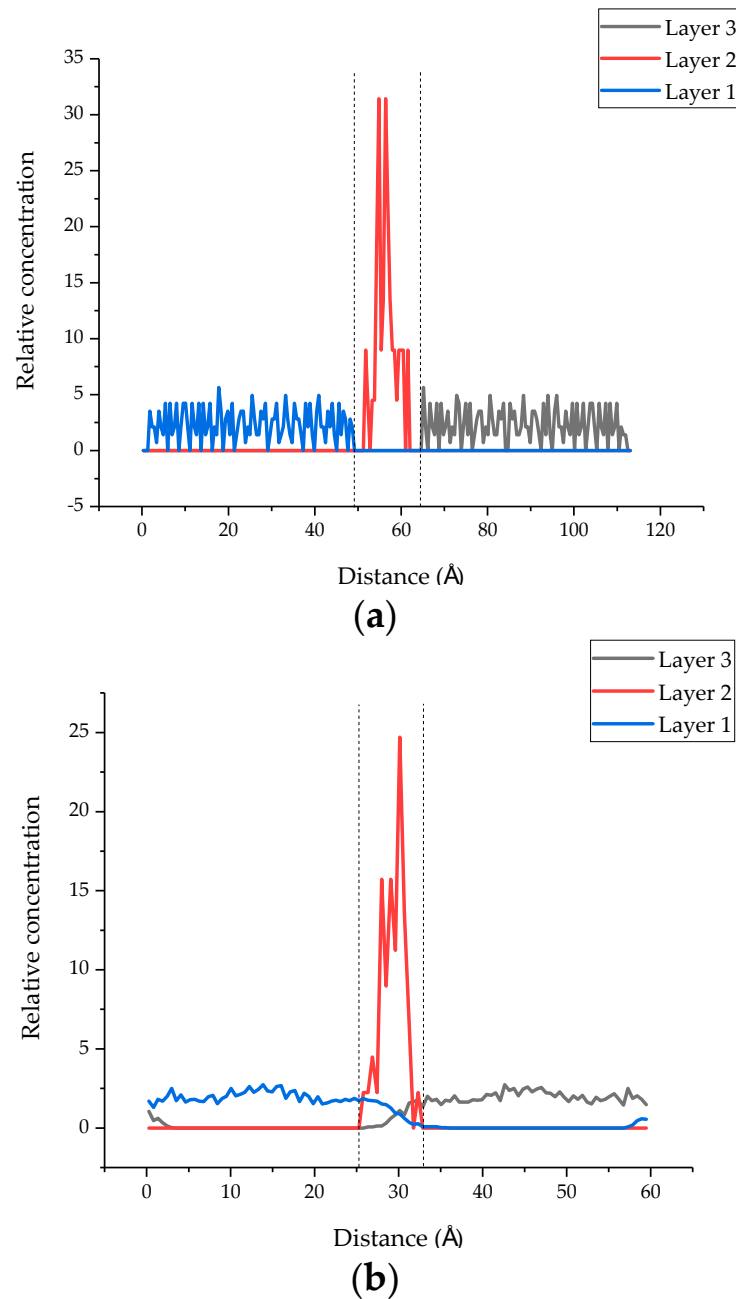 Layer 3
Layer 2
Layer 1
35
30
25
20
15
10
5
0
-5
Relative concentration
0 20 40 60 80 100 120
Distance (Å)
(a)
Layer 3
Layer 2
Layer 1
25
20
15
10
5
0
Relative concentration
0 10 20 30 40 50 60
Distance (Å)
(b)